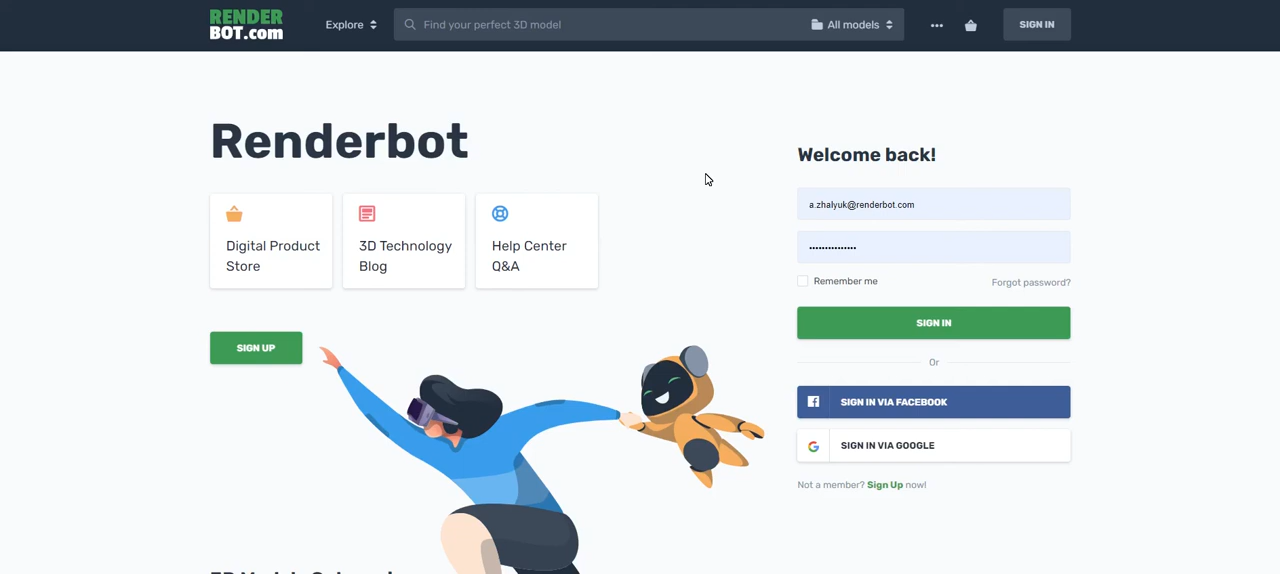 RENDER
BOT.com
Explore
Find your perfect 3D model
All models
SIGN IN
Renderbot
Digital Product
Store
3D Technology
Blog
Help Center
Q&A
SIGN UP
Welcome back!
a.zhalyuk@renderbot.com
Remember me
Forgot password?
SIGN IN
Or
SIGN IN VIA FACEBOOK
SIGN IN VIA GOOGLE
Not a member? Sign Up now!